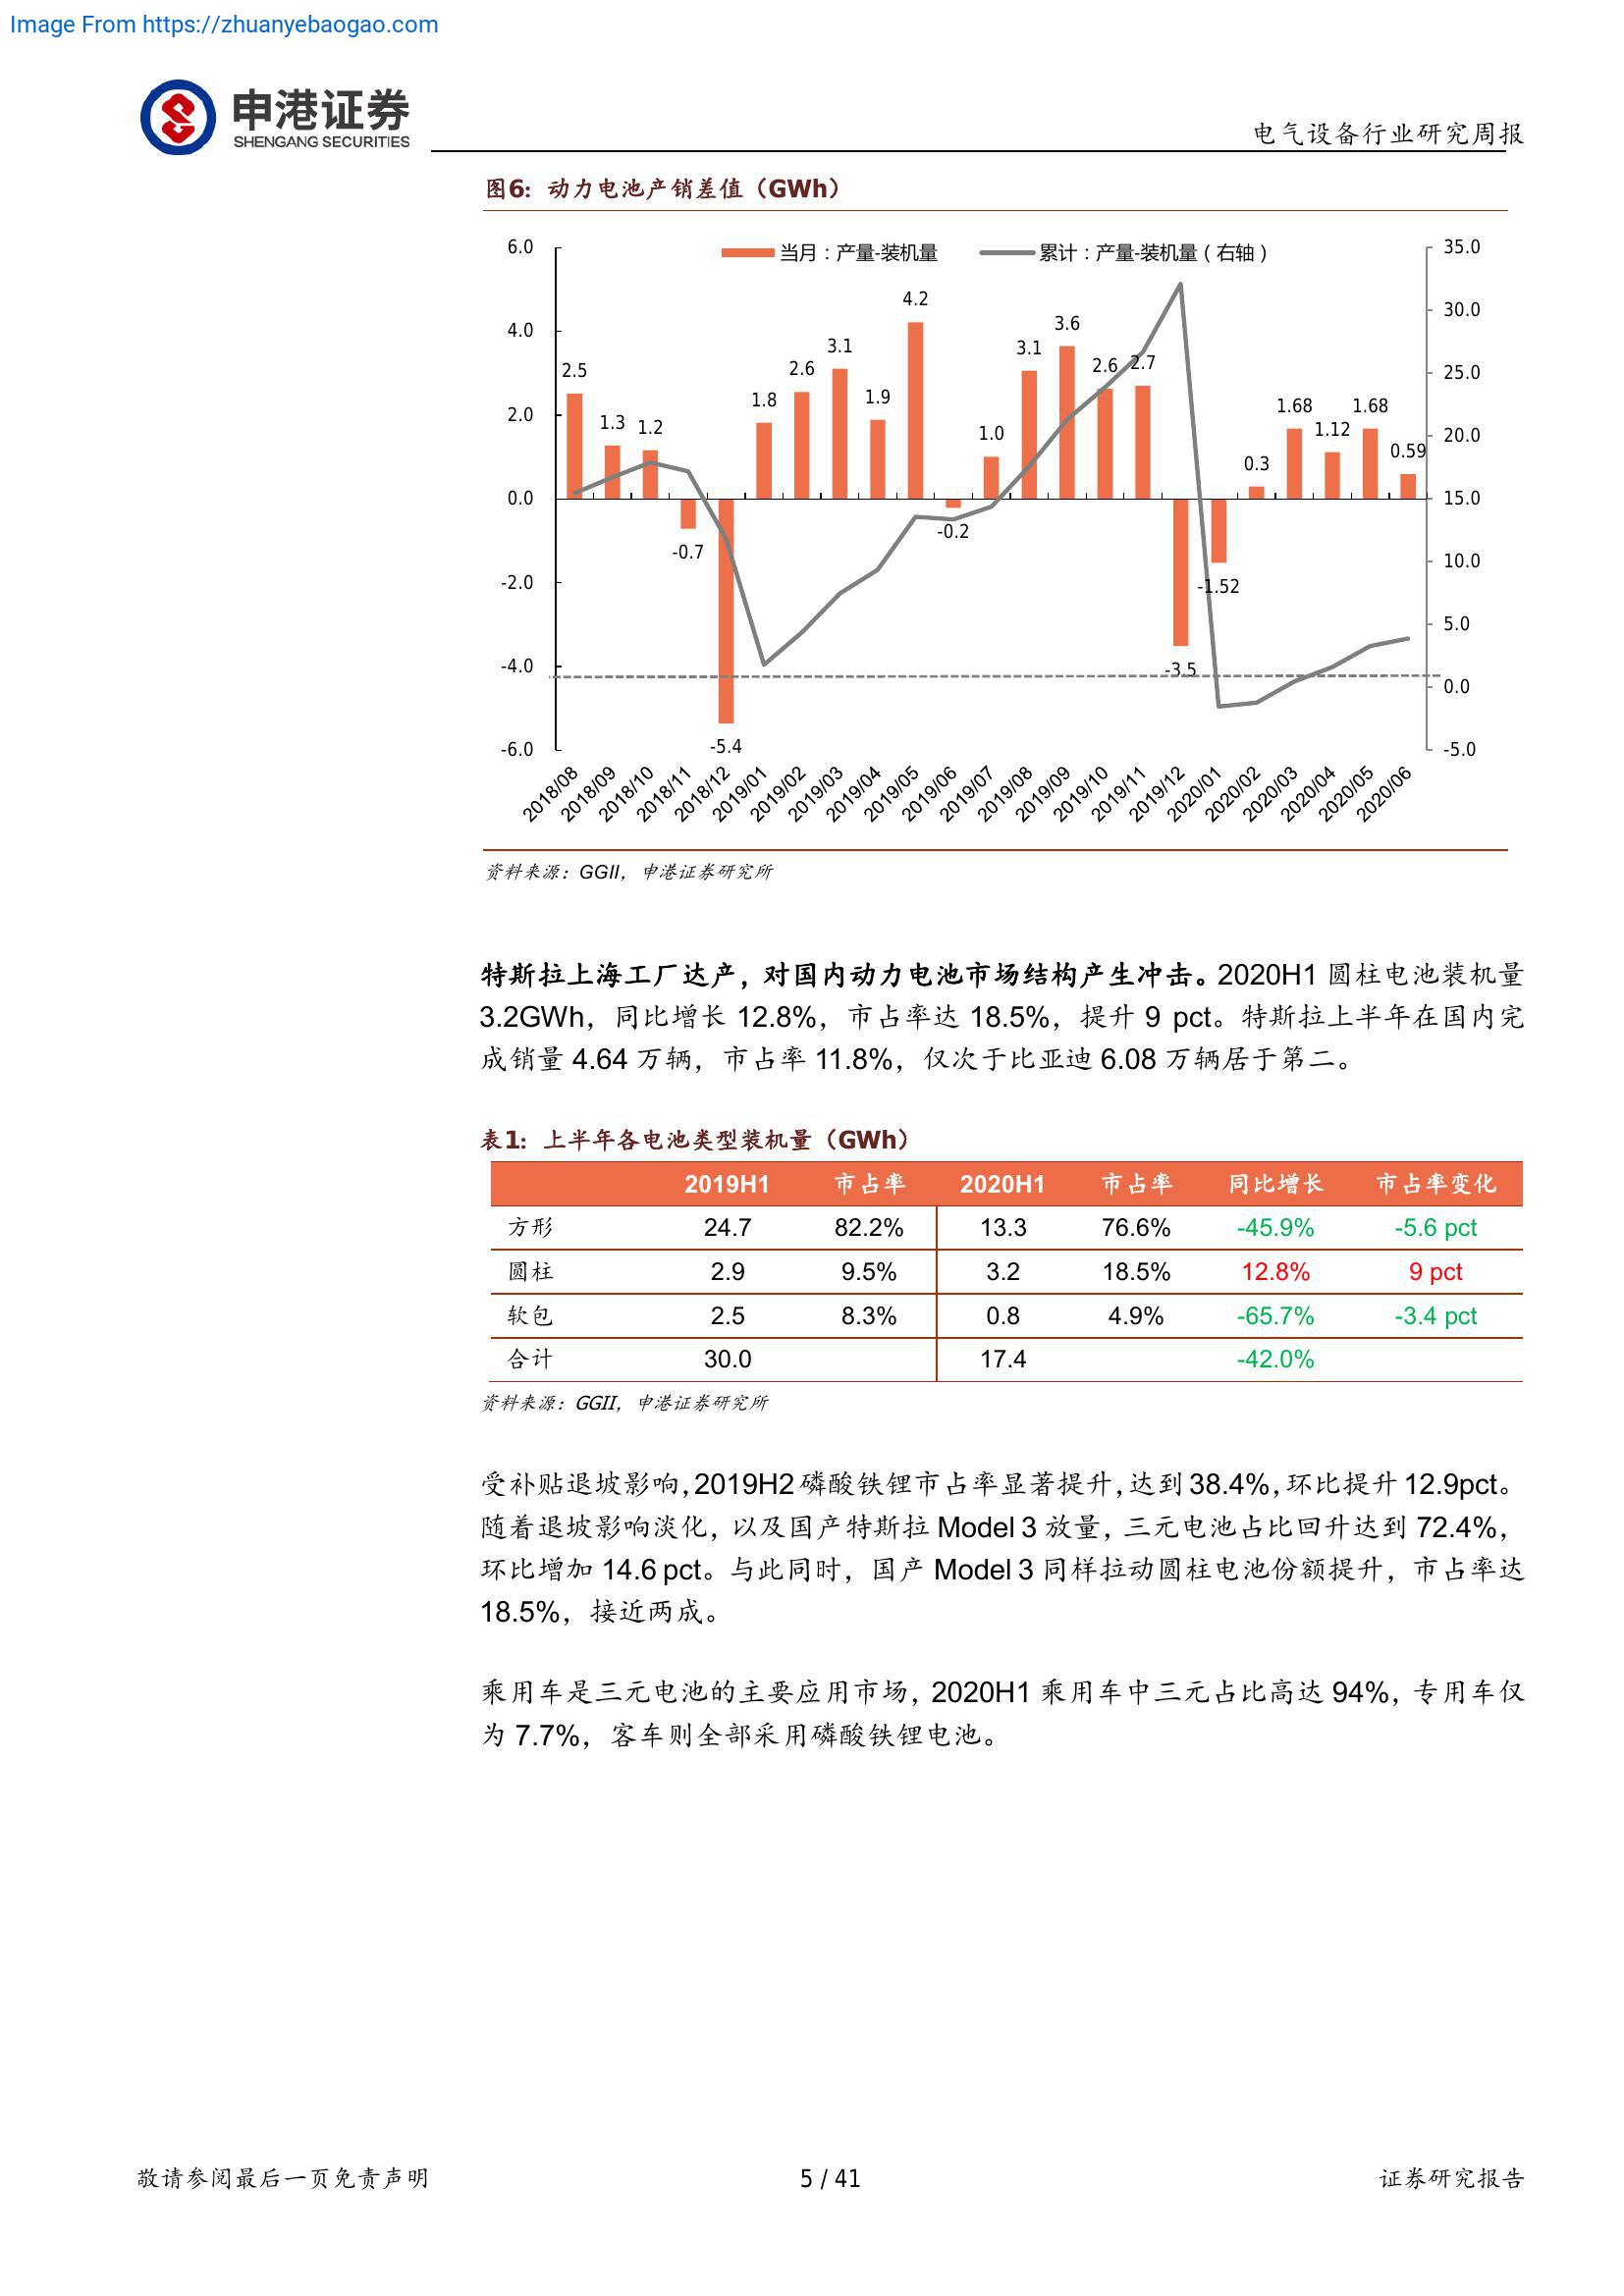 Image From https://zhuanyebaogao.com
申港证券
SHENGANG SECURITIES
电气设备行业研究周报
图6：动力电池产销差值（GWh）
当月：产量-装机量 累计：产量-装机量（右轴）
6.0
4.0
2.0
0.0
-2.0
-4.0
-6.0
35.0
30.0
25.0
20.0
15.0
10.0
5.0
0.0
-5.0
2.5 1.3 1.2 -0.7 -5.4 1.8 2.6 3.1 1.9 4.2 -0.2 1.0 3.1 3.6 2.6 2.7 -3.5 -1.52 0.3 1.68 1.12 1.68 0.59
2018/08 2018/09 2018/10 2018/11 2018/12 2019/01 2019/02 2019/03 2019/04 2019/05 2019/06 2019/07 2019/08 2019/09 2019/10 2019/11 2019/12 2020/01 2020/02 2020/03 2020/04 2020/05 2020/06
资料来源：GGII，申港证券研究所
特斯拉上海工厂达产，对国内动力电池市场结构产生冲击。2020H1 圆柱电池装机量
3.2GWh，同比增长 12.8%，市占率达 18.5%，提升 9 pct。特斯拉上半年在国内完
成销量 4.64 万辆，市占率 11.8%，仅次于比亚迪 6.08 万辆居于第二。
表1：上半年各电池类型装机量（GWh）
2019H1 市占率 2020H1 市占率 同比增长 市占率变化
方形 24.7 82.2% 13.3 76.6% -45.9% -5.6 pct
圆柱 2.9 9.5% 3.2 18.5% 12.8% 9 pct
软包 2.5 8.3% 0.8 4.9% -65.7% -3.4 pct
合计 30.0 17.4 -42.0%
资料来源：GGII，申港证券研究所
受补贴退坡影响，2019H2 磷酸铁锂市占率显著提升，达到 38.4%，环比提升 12.9pct。
随着退坡影响淡化，以及国产特斯拉 Model 3 放量，三元电池占比回升达到 72.4%，
环比增加 14.6 pct。与此同时，国产 Model 3 同样拉动圆柱电池份额提升，市占率达
18.5%，接近两成。
乘用车是三元电池的主要应用市场，2020H1 乘用车中三元占比高达 94%，专用车仅
为 7.7%，客车则全部采用磷酸铁锂电池。
敬请参阅最后一页免责声明 5 / 41 证券研究报告